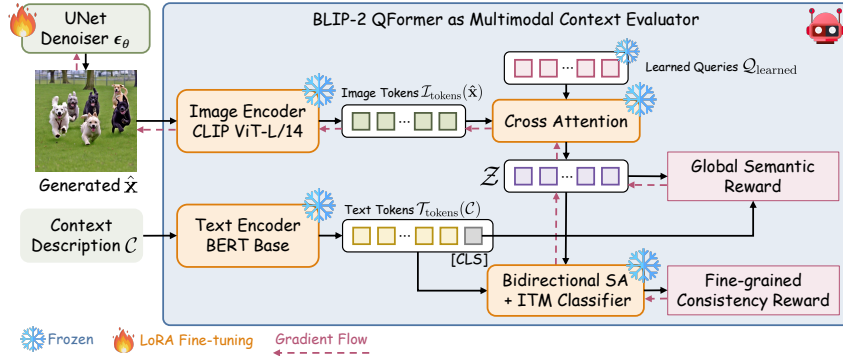 BLIP-2 QFormer as Multimodal Context Evaluator
UNet
Denoiser ϵθ
Learned Queries 𝒬learned
Image Encoder
CLIP ViT-L/14
Image Tokens ℐtokens(x̂)
Cross Attention
Generated x̂
𝒵
Global Semantic
Reward
Context
Description 𝒞
Text Encoder
BERT Base
Text Tokens 𝒯tokens(𝒞)
[CLS]
Bidirectional SA
+ ITM Classifier
Fine-grained
Consistency Reward
Frozen
LoRA Fine-tuning
Gradient Flow